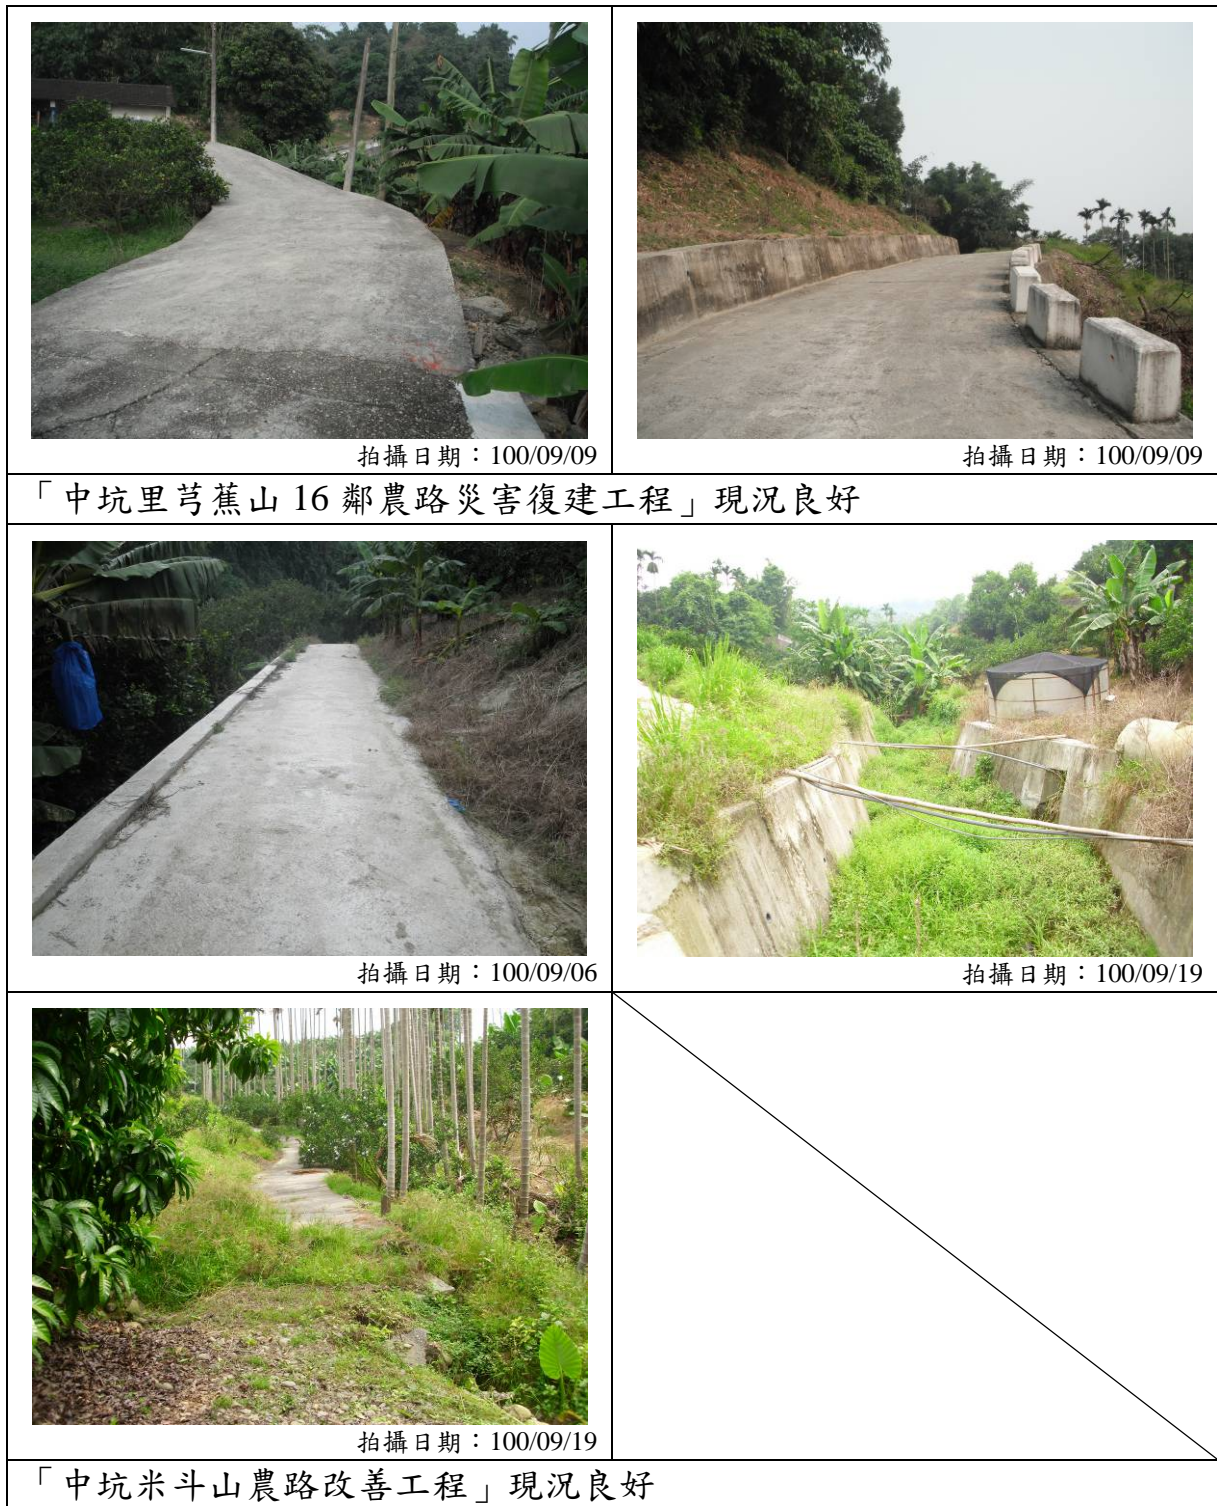 拍攝日期：100/09/09
拍攝日期：100/09/09
「中坑里芎蕉山 16 鄰農路災害復建工程」現況良好
拍攝日期：100/09/06
拍攝日期：100/09/19
拍攝日期：100/09/19
「中坑米斗山農路改善工程」現況良好